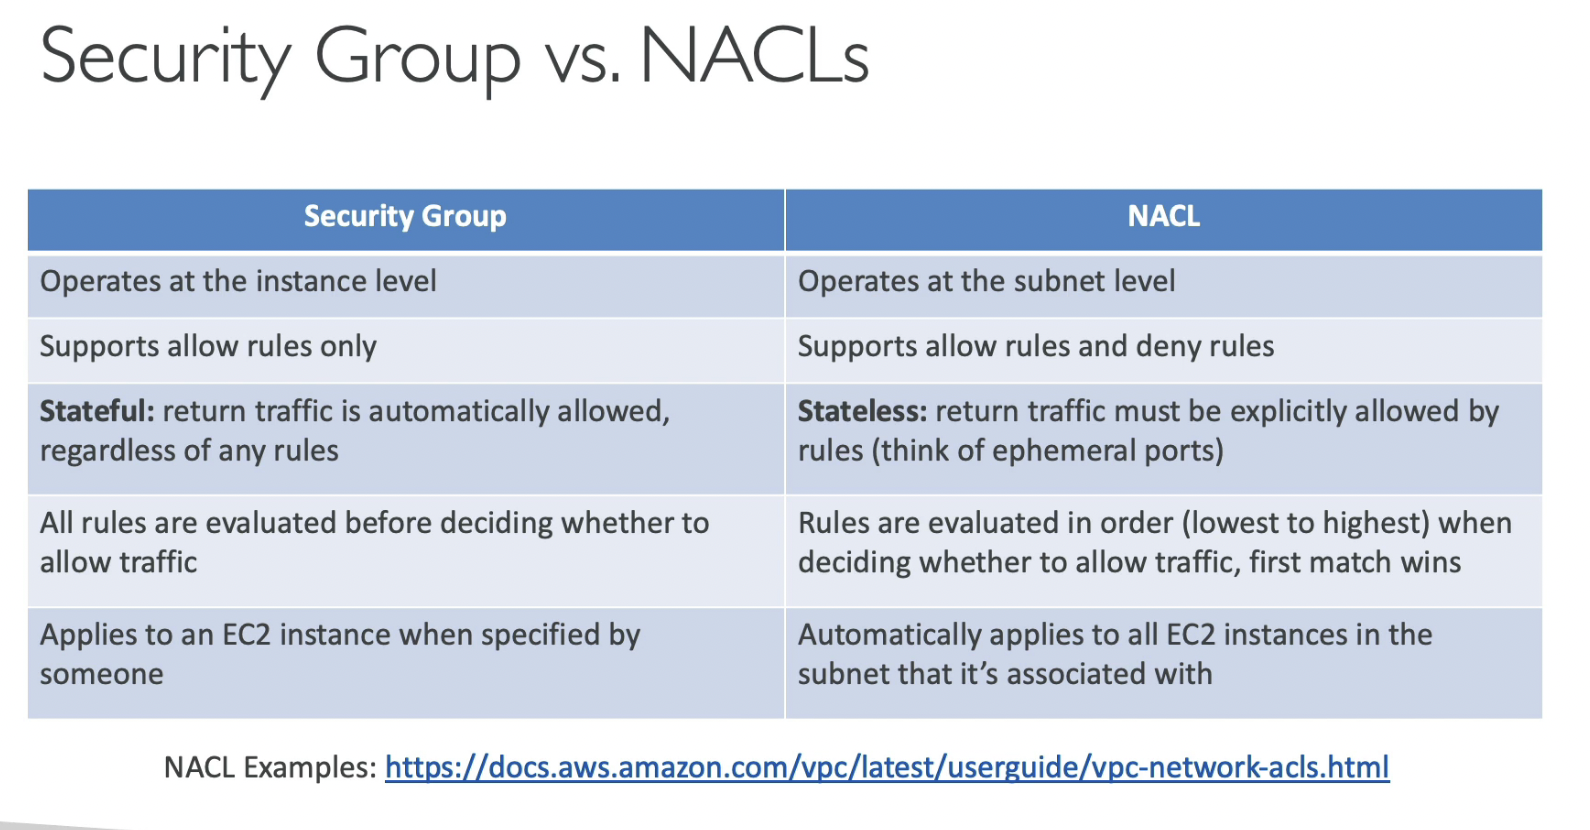 Security Group vs. NACLs
Security Group
NACL
Operates at the instance level
Operates at the subnet level
Supports allow rules only
Supports allow rules and deny rules
Stateful: return traffic is automatically allowed,
regardless of any rules
Stateless: return traffic must be explicitly allowed by
rules (think of ephemeral ports)
All rules are evaluated before deciding whether to
allow traffic
Rules are evaluated in order (lowest to highest) when
deciding whether to allow traffic, first match wins
Applies to an EC2 instance when specified by
someone
Automatically applies to all EC2 instances in the
subnet that it’s associated with
NACL Examples: https://docs.aws.amazon.com/vpc/latest/userguide/vpc-network-acls.html